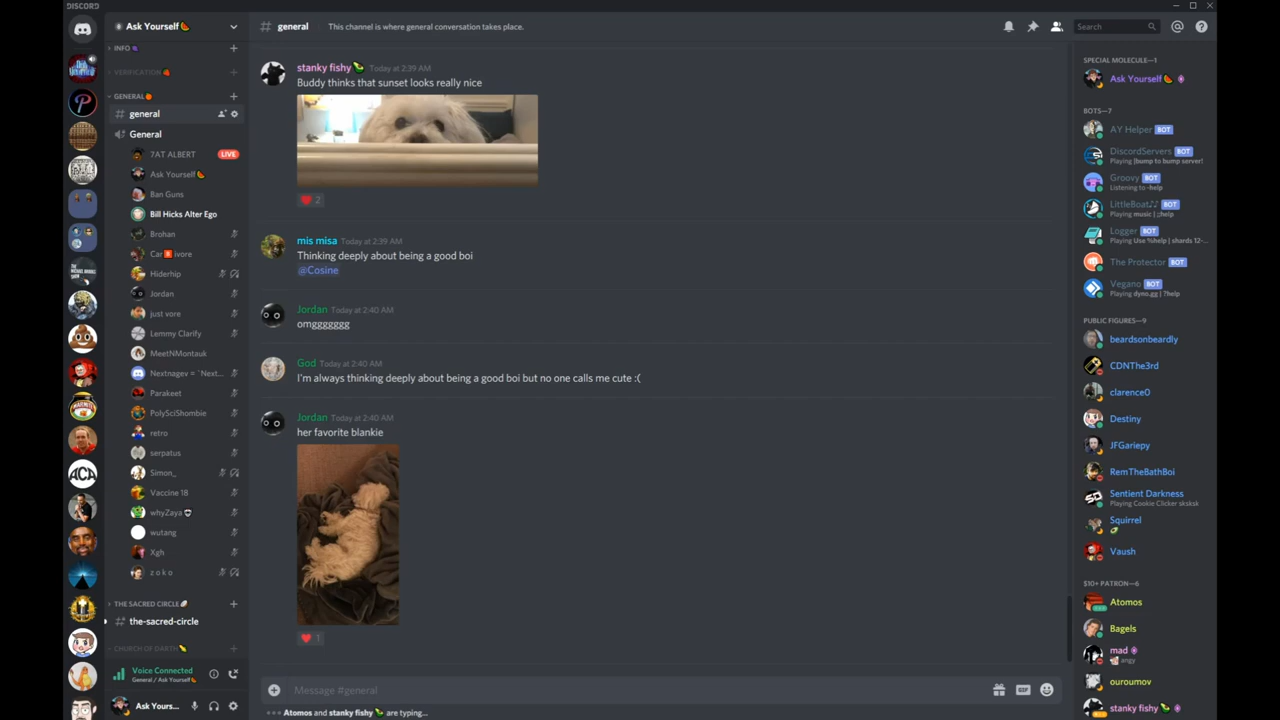 DISCORD
Ask Yourself
# general
This channel is where general conversation takes place.
Search
INFO
VERIFICATION
GENERAL
# general
General
7AT ALBERT
LIVE
Ask Yourself
Ban Guns
Bill Hicks Alter Ego
Brohan
Hiderhip
Jordan
just vore
Lemmy Clarify
MeetNMontauk
Nextnagev = `Next...
Parakeet
PolySciShombie
retro
serpatus
Simon_
Vaccine 18
whyZaya
wutang
Xgh
z o k o
THE SACRED CIRCLE
# the-sacred-circle
CHURCH OF DARTH
Voice Connected
General / Ask Yourself
Ask Yours...
stanky fishy Today at 2:39 AM
Buddy thinks that sunset looks really nice
2
mis misa Today at 2:39 AM
Thinking deeply about being a good boi
@Cosine
Jordan Today at 2:40 AM
omggggggg
God Today at 2:40 AM
I'm always thinking deeply about being a good boi but no one calls me cute :(
Jordan Today at 2:40 AM
her favorite blankie
1
Message #general
GIF
Atomos and stanky fishy are typing...
SPECIAL MOLECULE—1
Ask Yourself
BOTS—7
AY Helper BOT
DiscordServers BOT
Playing !bump to bump server!
Groovy BOT
Listening to -help
LittleBoat♪♪ BOT
Playing music | ;;help
Logger BOT
Playing Use %help | shards 12-...
The Protector BOT
Vegano BOT
Playing dyno.gg | ?help
PUBLIC FIGURES—9
beardsonbeardly
CDNThe3rd
clarence0
Destiny
JFGariepy
RemTheBathBoi
Sentient Darkness
Playing Cookie Clicker sksksk
Squirrel
Vaush
$10+ PATRON—6
Atomos
Bagels
mad
angy
ouroumov
stanky fishy